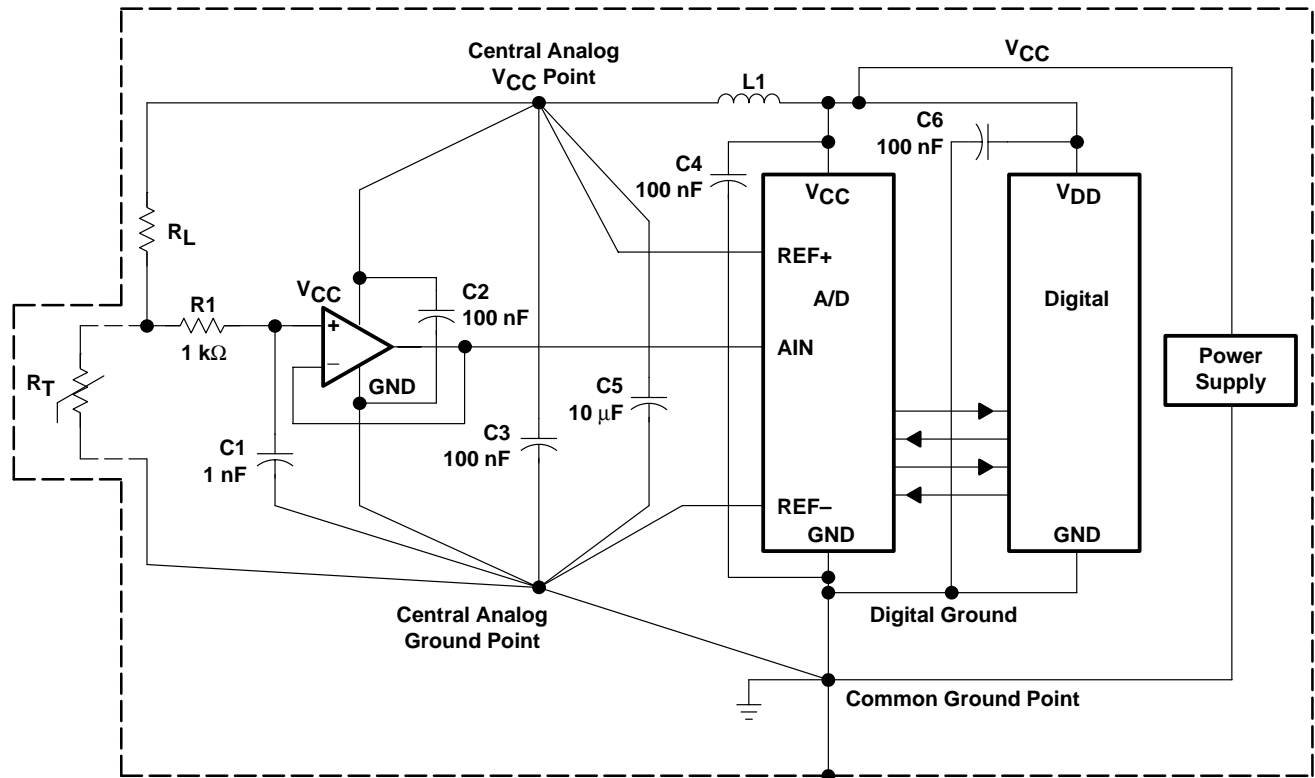 Central Analog
VCC Point
VCC
L1
C6
100 nF
C4
100 nF
VCC
VDD
RL
REF+
VCC
C2
100 nF
A/D
Digital
R1
1 kΩ
+
AIN
Power
Supply
–
RT
GND
C5
10 μF
C1
1 nF
C3
100 nF
REF–
GND
GND
Central Analog
Ground Point
Digital Ground
Common Ground Point